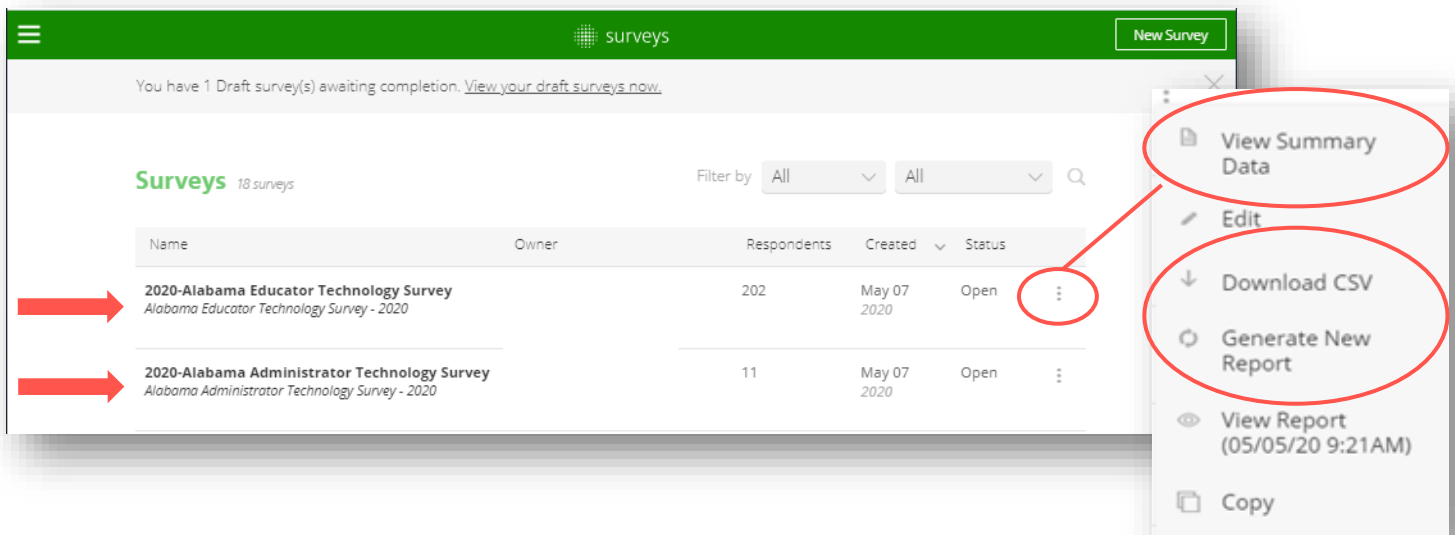 surveys
New Survey
You have 1 Draft survey(s) awaiting completion. View your draft surveys now.
Surveys 18 surveys
Filter by All All
Name Owner Respondents Created Status
2020-Alabama Educator Technology Survey 202 May 07 Open
Alabama Educator Technology Survey - 2020 2020
2020-Alabama Administrator Technology Survey 11 May 07 Open
Alabama Administrator Technology Survey - 2020 2020
View Summary
Data
Edit
Download CSV
Generate New
Report
View Report
(05/05/20 9:21AM)
Copy